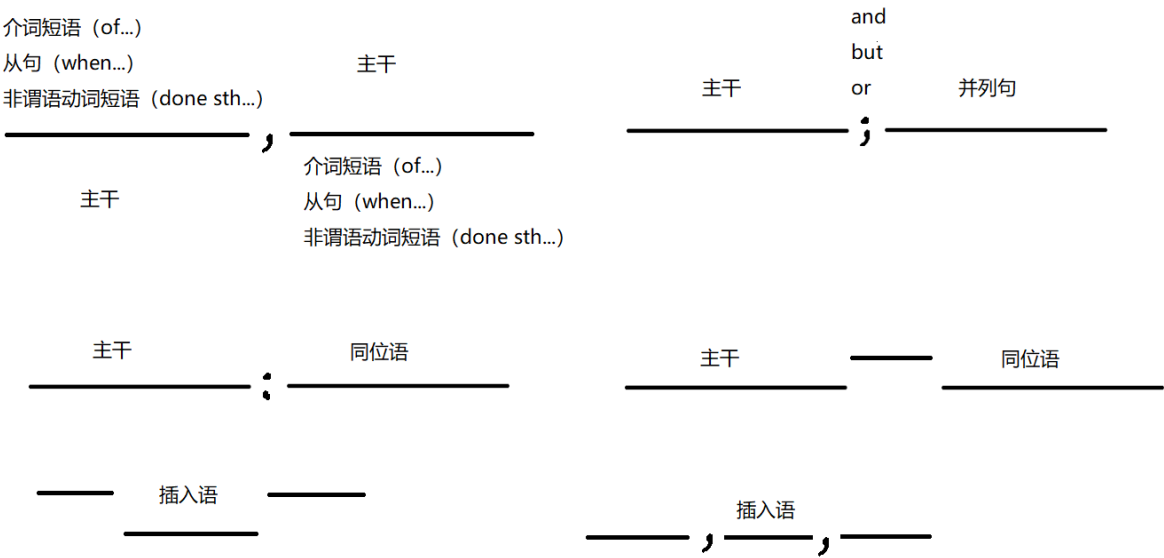 介词短语（of...）
从句（when...）
非谓语动词短语（done sth...）
主干
，
主干
介词短语（of...）
从句（when...）
非谓语动词短语（done sth...）
and
but
or
主干
；
并列句
主干
：
同位语
主干
—
同位语
— 插入语 —
， 插入语 ，